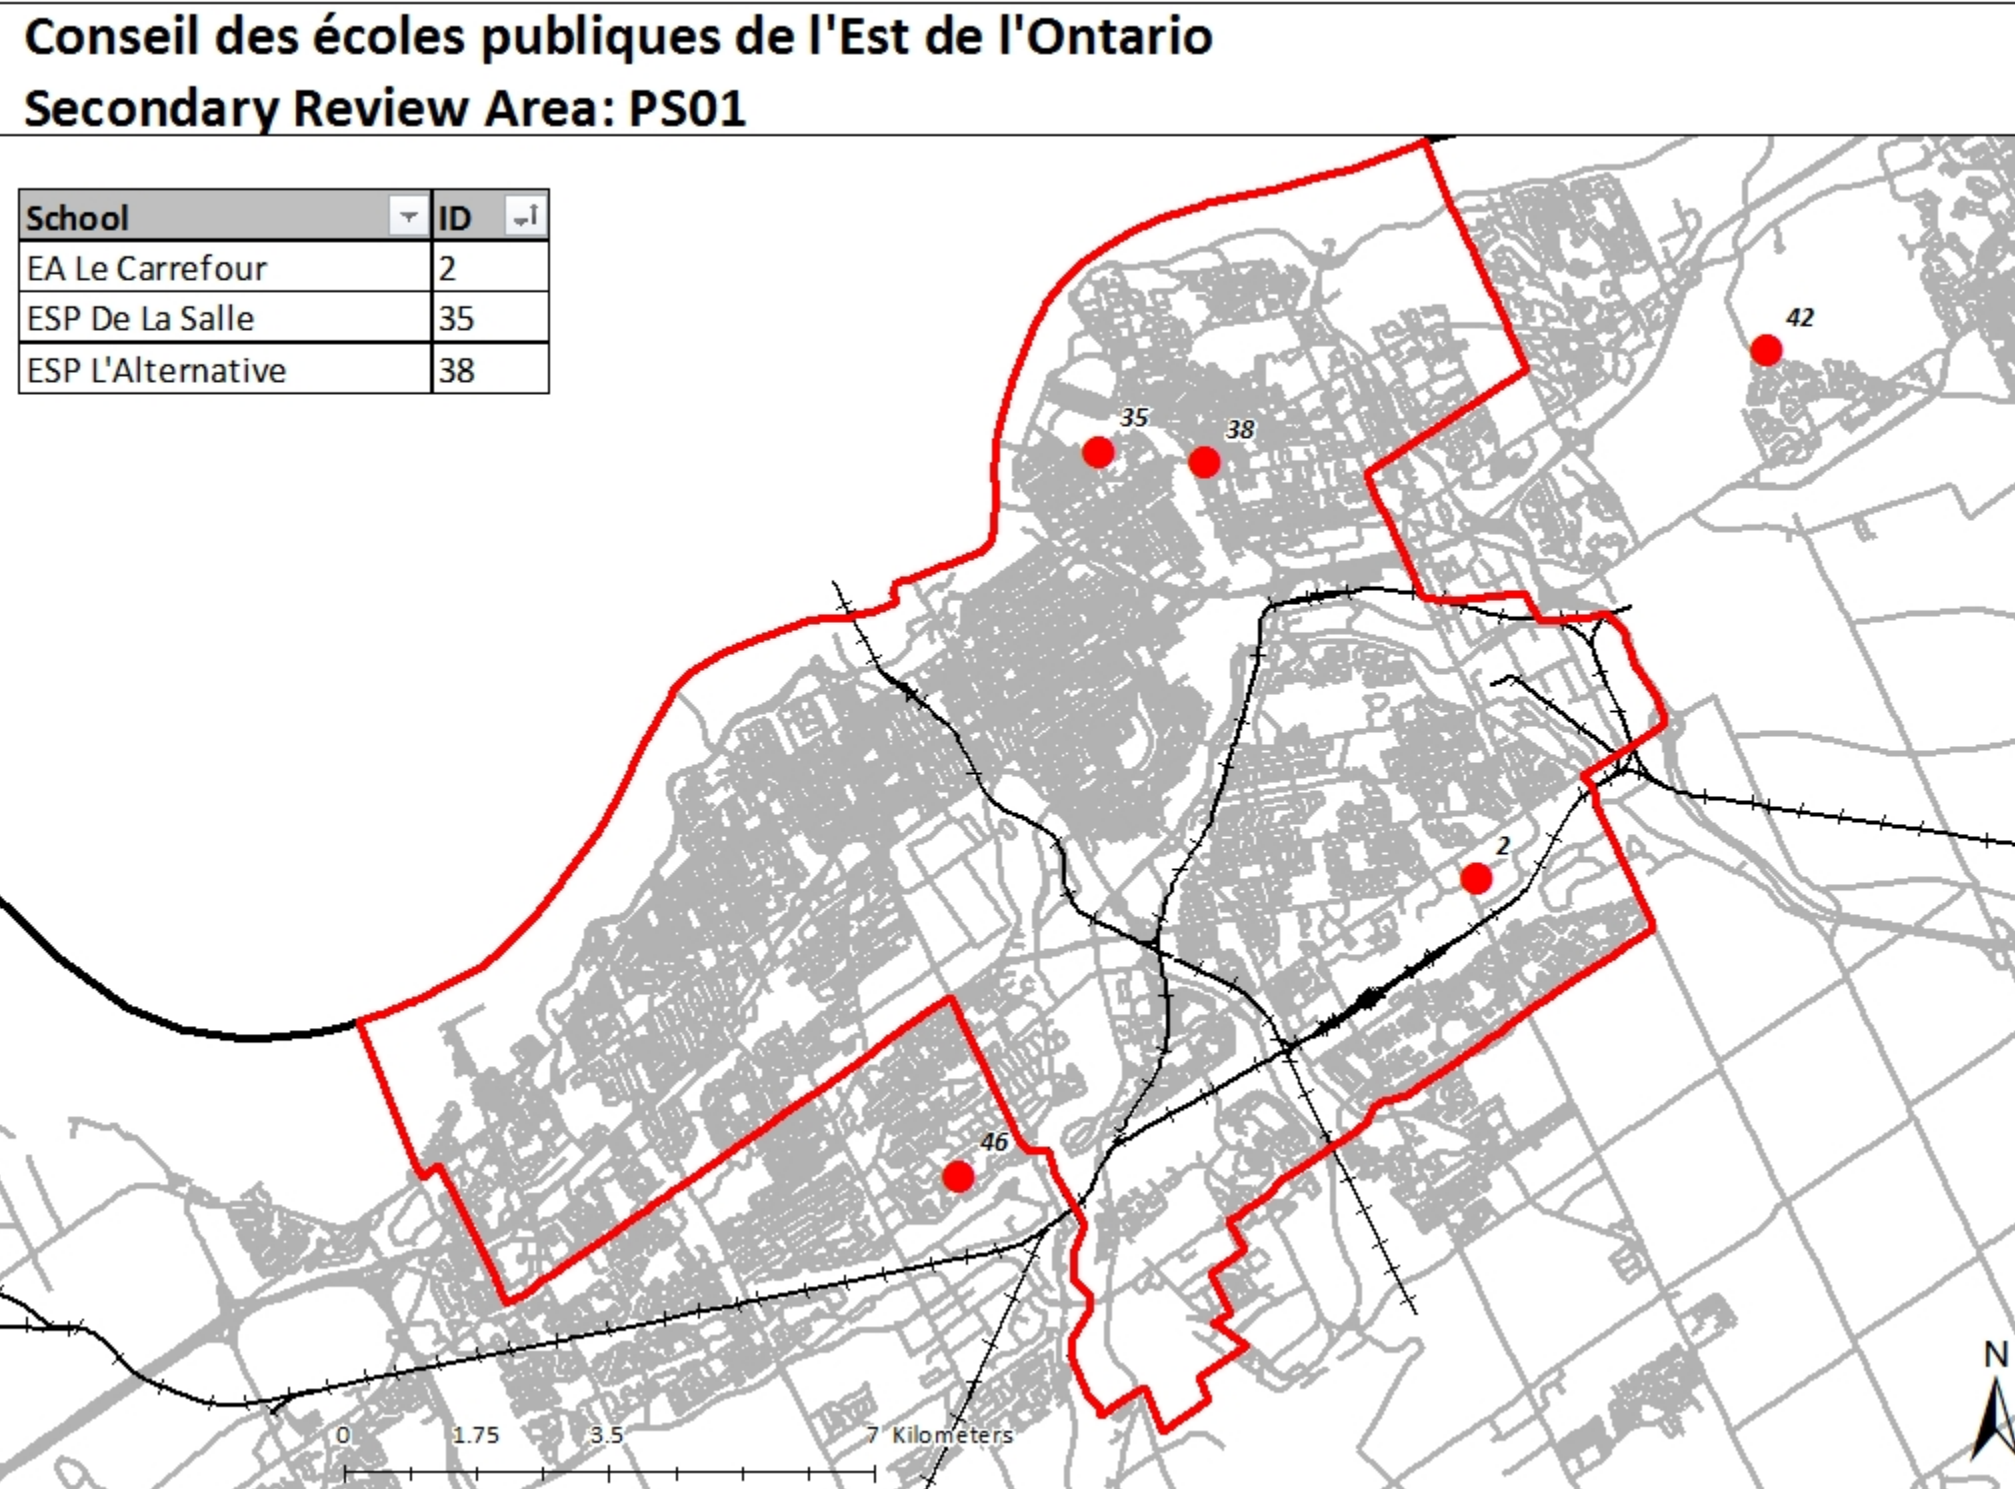 Conseil des écoles publiques de l'Est de l'Ontario
Secondary Review Area: PS01
School ID
EA Le Carrefour 2
ESP De La Salle 35
ESP L'Alternative 38
42
35
38
2
46
N
0 1.75 3.5 7 Kilometers